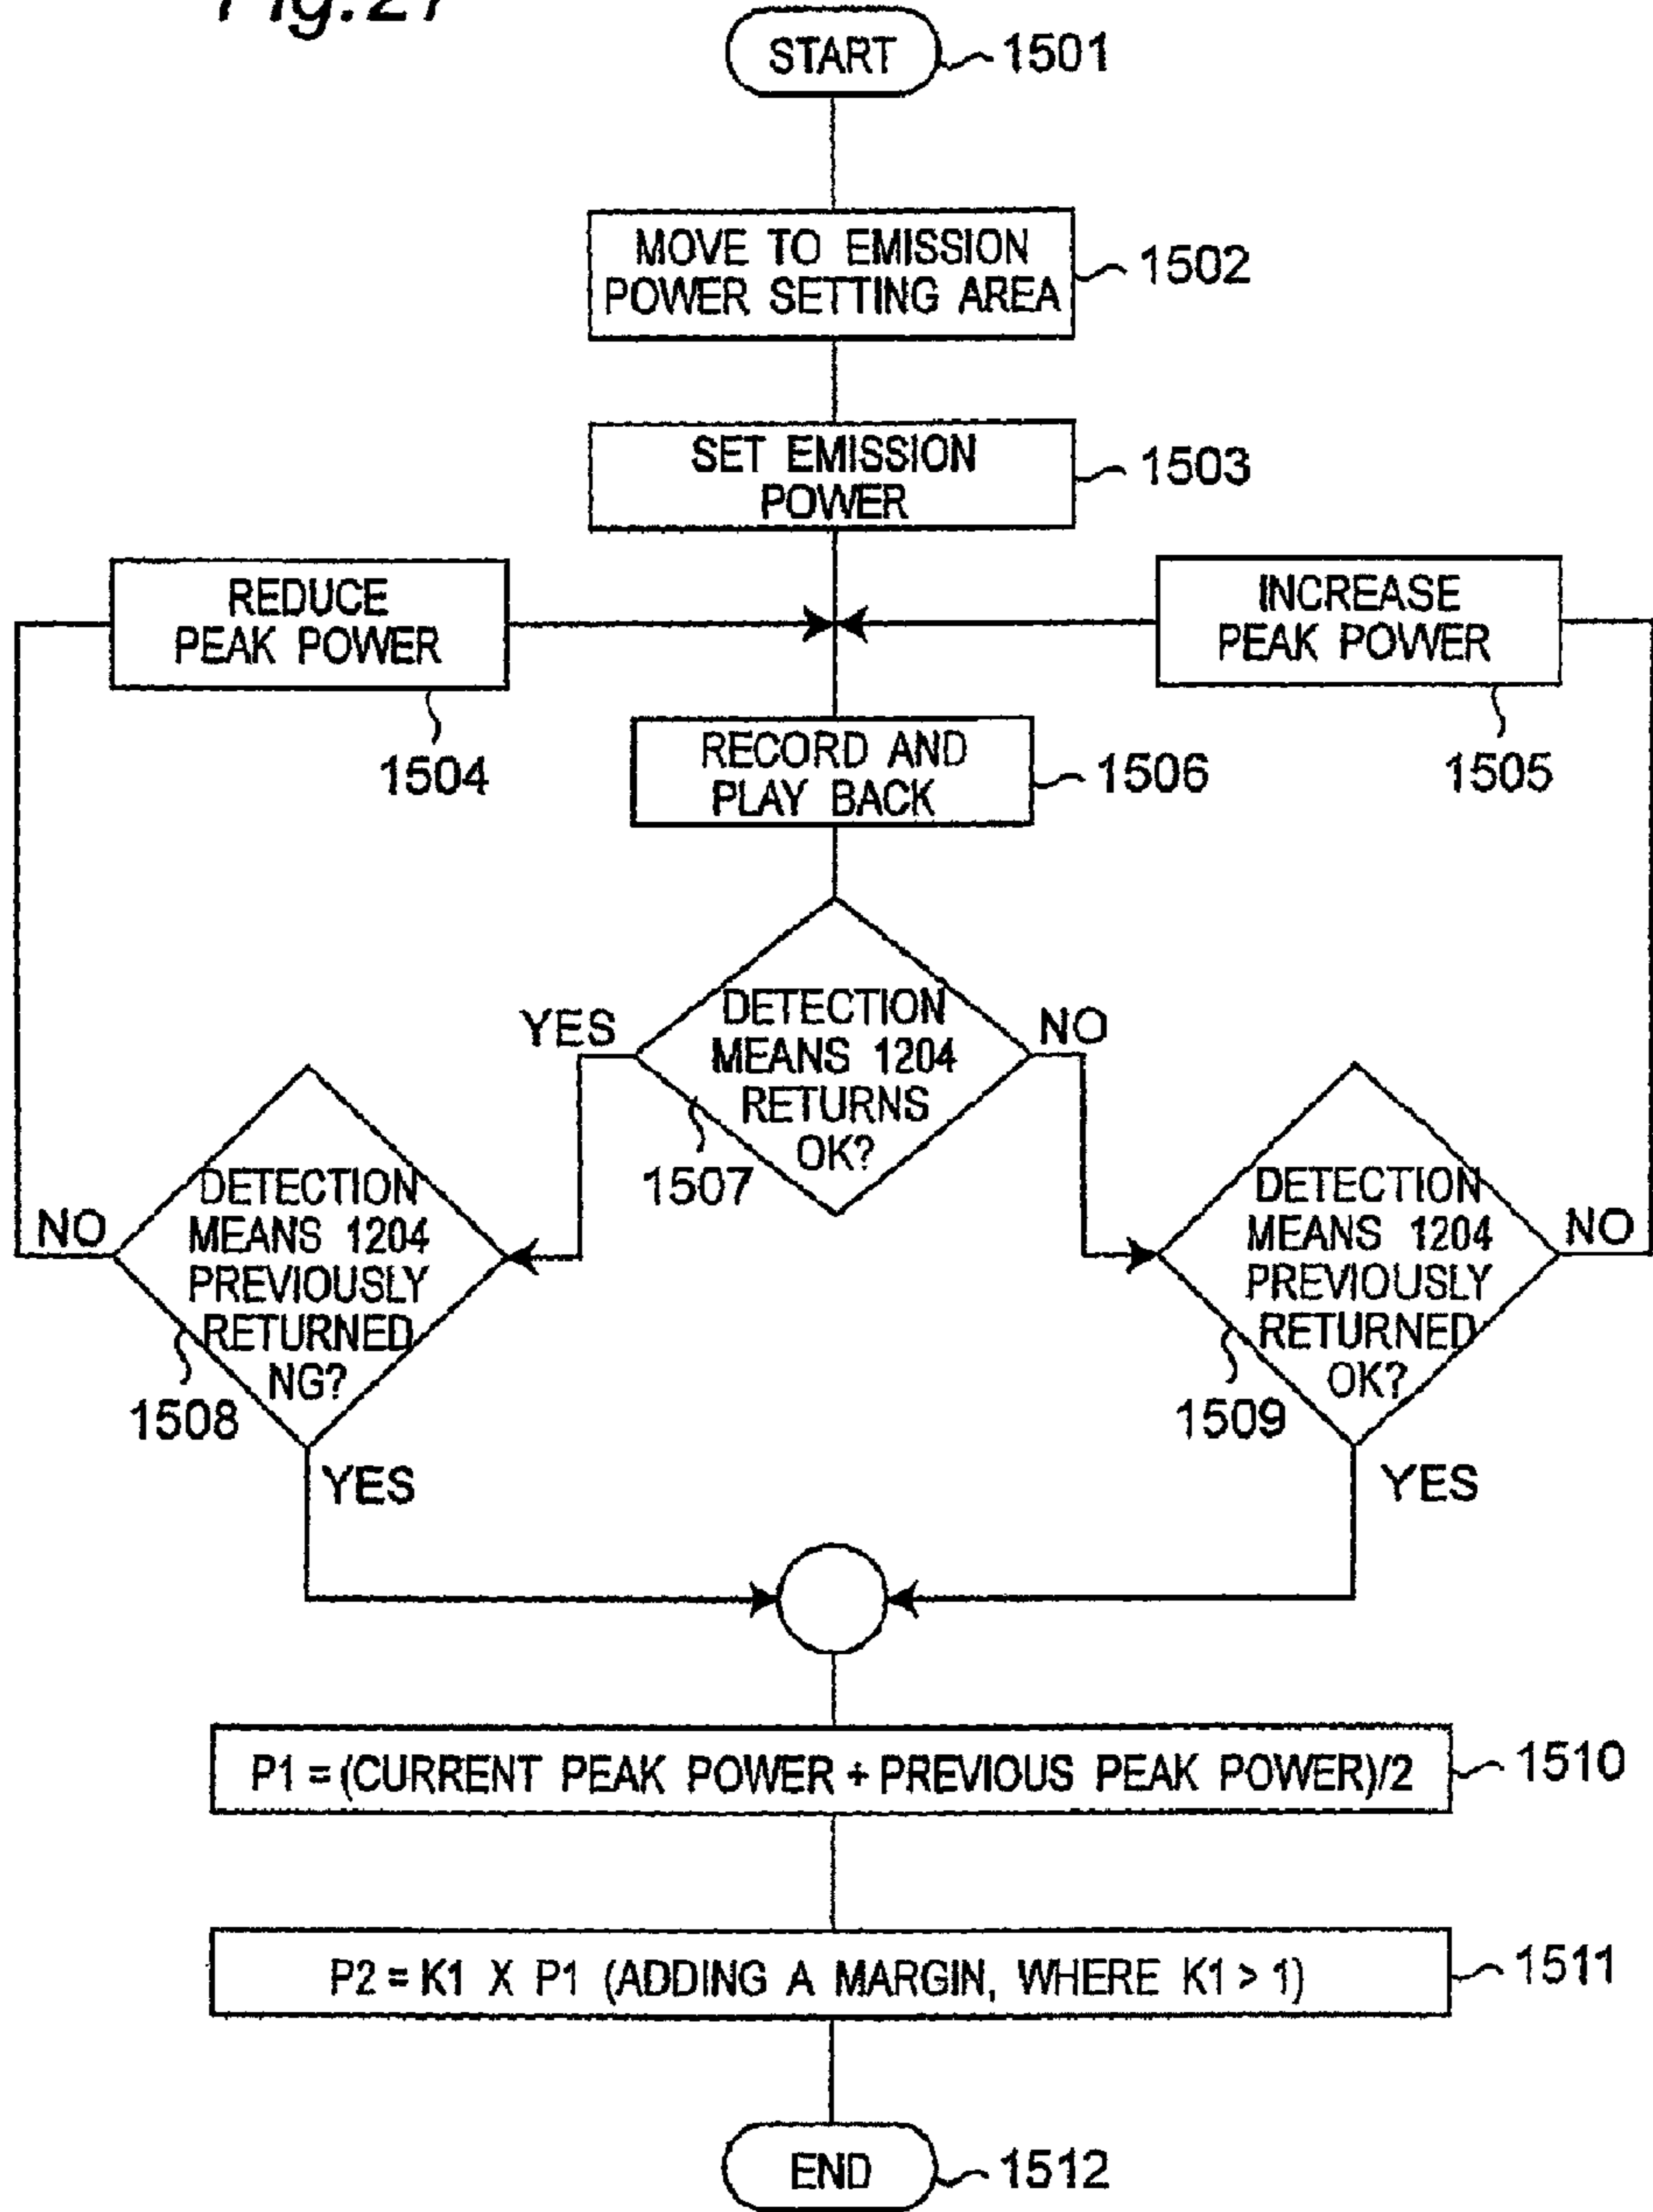 Fig.27
START
1501
MOVE TO EMISSION
POWER SETTING AREA
1502
SET EMISSION
POWER
1503
REDUCE
PEAK POWER
1504
INCREASE
PEAK POWER
1505
RECORD AND
PLAY BACK
1506
DETECTION
MEANS 1204
RETURNS
OK?
YES
NO
1507
DETECTION
MEANS 1204
PREVIOUSLY
RETURNED
NG?
NO
1508
YES
DETECTION
MEANS 1204
PREVIOUSLY
RETURNED
OK?
NO
1509
YES
P1 = (CURRENT PEAK POWER + PREVIOUS PEAK POWER)/2
1510
P2 = K1 X P1 (ADDING A MARGIN, WHERE K1 > 1)
1511
END
1512